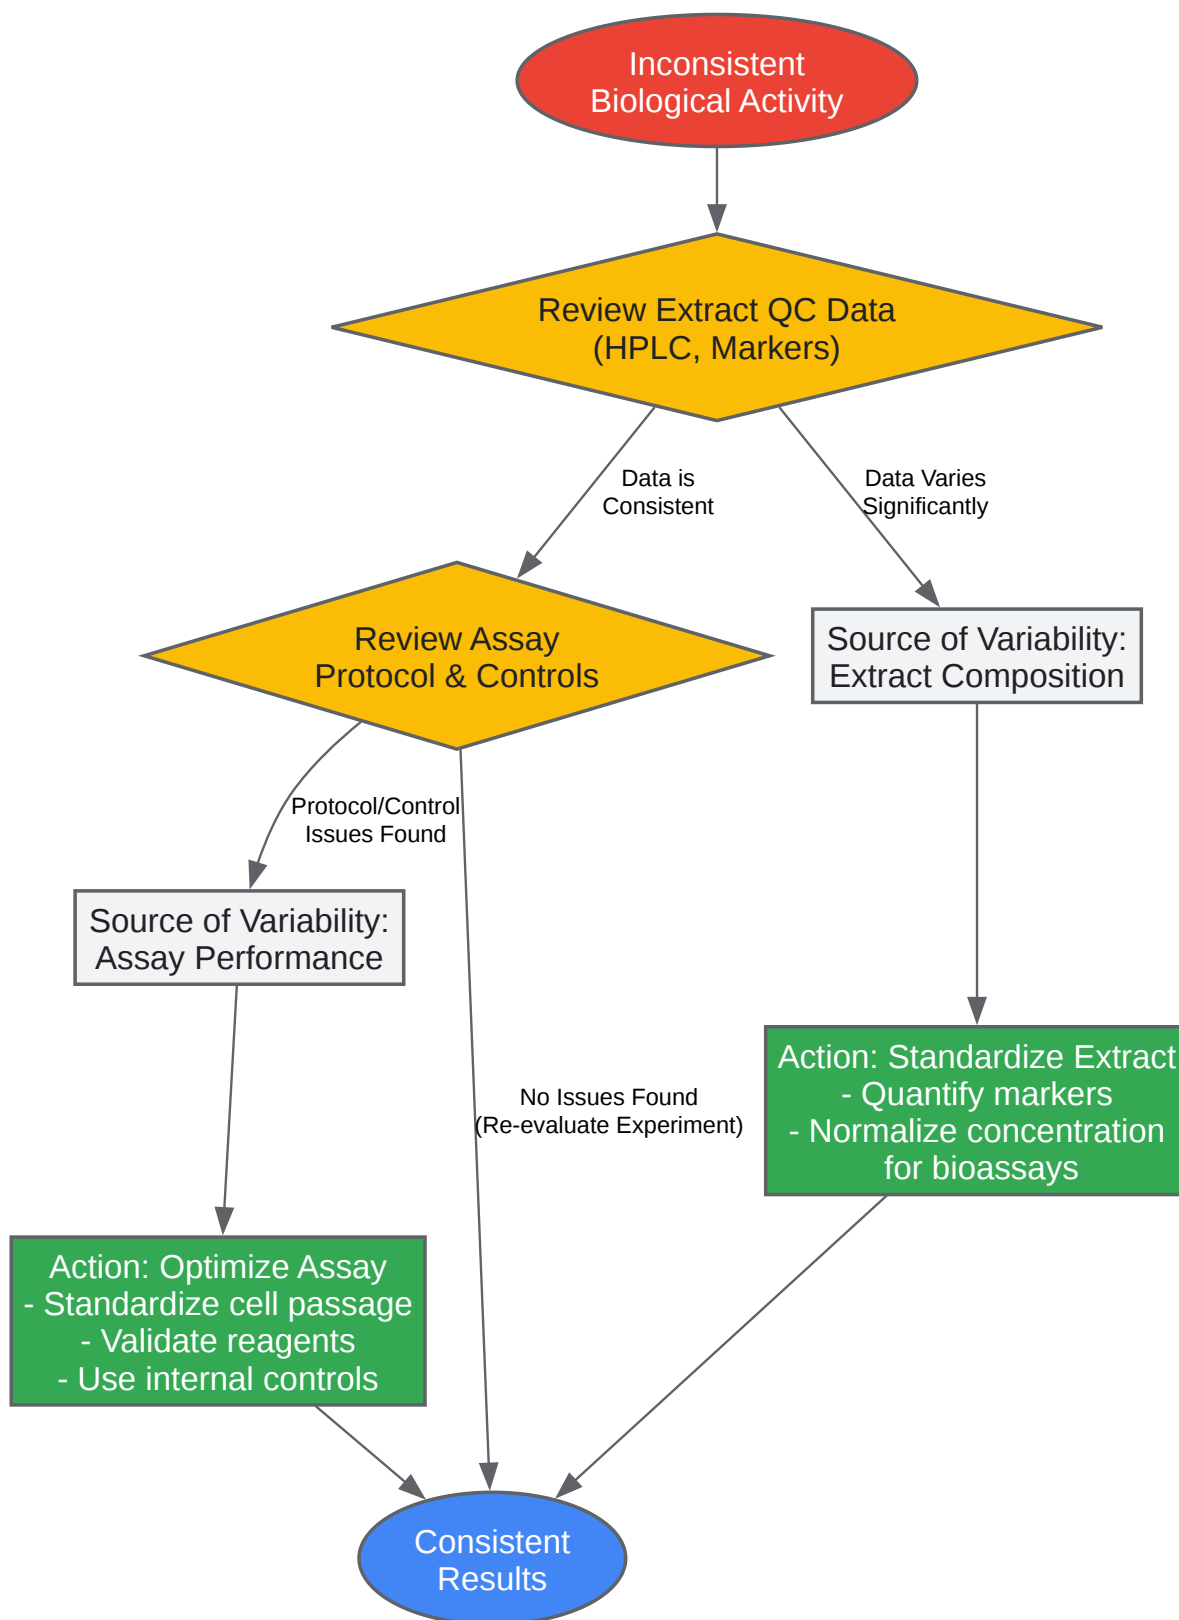 Inconsistent
Biological Activity
Review Extract QC Data
(HPLC, Markers)
Data is
Consistent
Data Varies
Significantly
Review Assay
Protocol & Controls
Source of Variability:
Extract Composition
Protocol/Control
Issues Found
Source of Variability:
Assay Performance
No Issues Found
(Re-evaluate Experiment)
Action: Standardize Extract
- Quantify markers
- Normalize concentration
for bioassays
Action: Optimize Assay
- Standardize cell passage
- Validate reagents
- Use internal controls
Consistent
Results